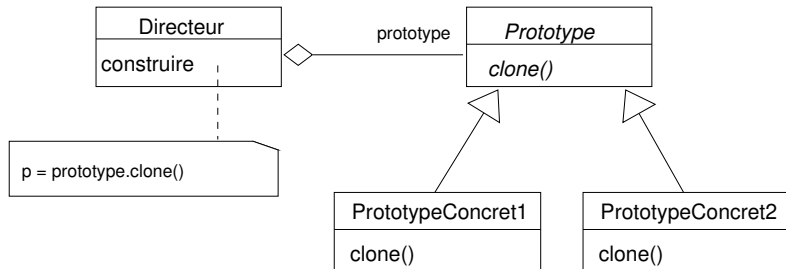 Directeur
construire
prototype
Prototype
clone()
p = prototype.clone()
PrototypeConcret1
clone()
PrototypeConcret2
clone()